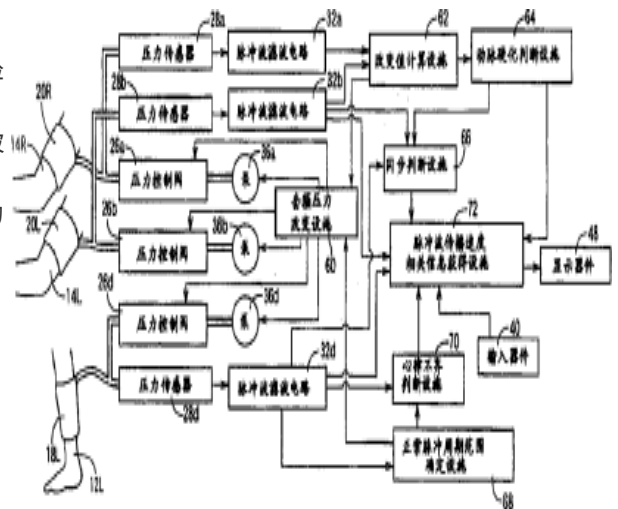 28a
32a
62
64
压力传感器
脉冲波滤波电路
改变值计算设施
动脉硬化判断设施
28b
32b
压力传感器
脉冲波滤波电路
20R
14R
26a
36a
66
压力控制阀
泵
同步判断设施
20L
26b
36b
压力改变设施
60
72
压力控制阀
泵
脉冲波传播速度
相关信息获得设施
48
显示器件
14L
26d
36d
压力控制阀
泵
32d
70
40
输入器件
压力传感器
脉冲波滤波电路
心律不齐
判断设施
28d
18L
12L
正常脉冲周期范围
确定设施
68